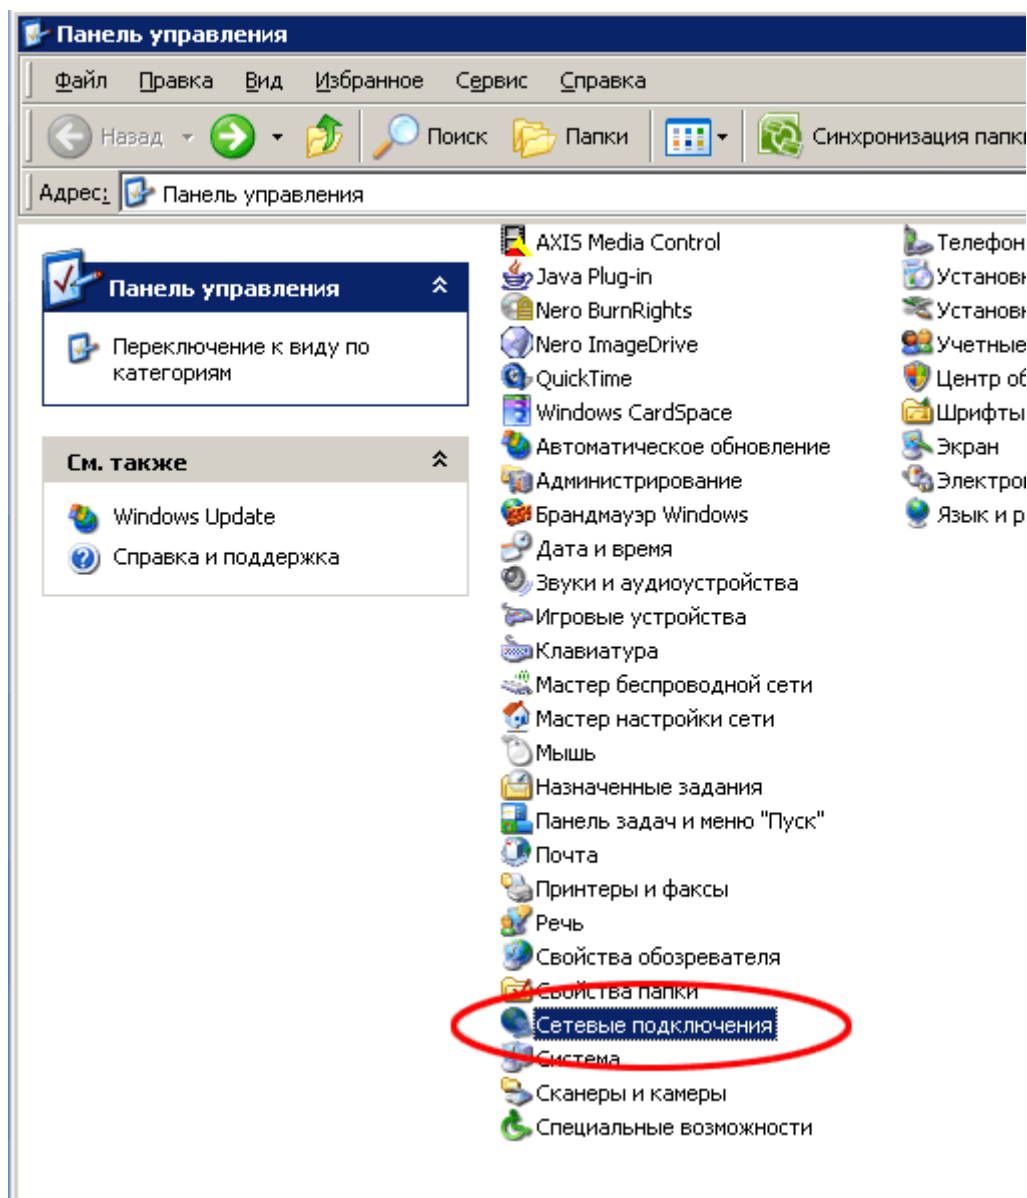 Панель управления
Файл Правка Вид Избранное Сервис Справка
Назад Поиск Папки Синхронизация папки
Адрес: Панель управления
Панель управления
Переключение к виду по
категориям
См. также
Windows Update
Справка и поддержка
AXIS Media Control
Java Plug-in
Nero BurnRights
Nero ImageDrive
QuickTime
Windows CardSpace
Автоматическое обновление
Администрирование
Брандмауэр Windows
Дата и время
Звуки и аудиоустройства
Игровые устройства
Клавиатура
Мастер беспроводной сети
Мастер настройки сети
Мышь
Назначенные задания
Панель задач и меню "Пуск"
Почта
Принтеры и факсы
Речь
Свойства обозревателя
Свойства папки
Сетевые подключения
Система
Сканеры и камеры
Специальные возможности
Телефон
Установ
Установ
Учетные
Центр об
Шрифты
Экран
Электро
Язык и р